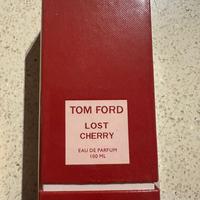 TOM FORD
LOST
CHERRY
EAU DE PARFUM
100 ML